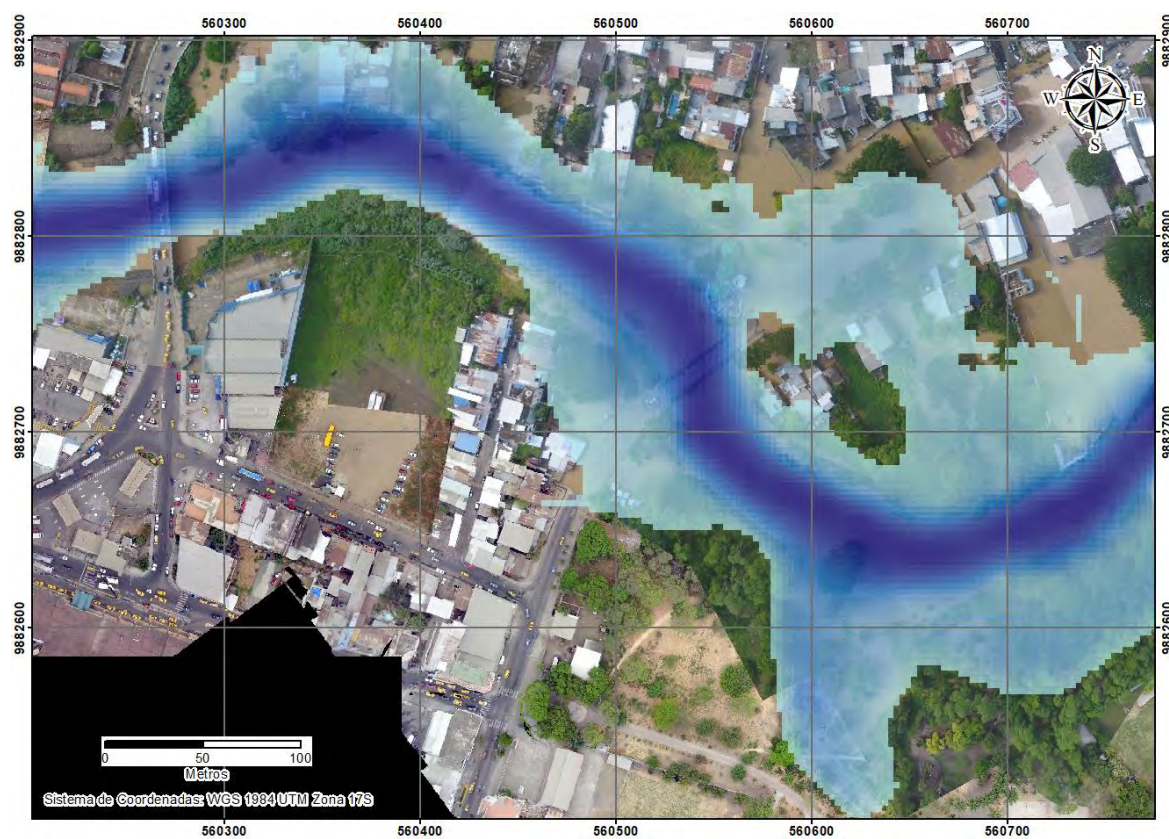 560300 560400 560500 560600 560700
9882900 9882900
N
W E
S
9882800 9882800
9882700 9882700
9882600 9882600
0 50 100
Metros
Sistema de Coordenadas: WGS 1984 UTM Zona 17S
560300 560400 560500 560600 560700